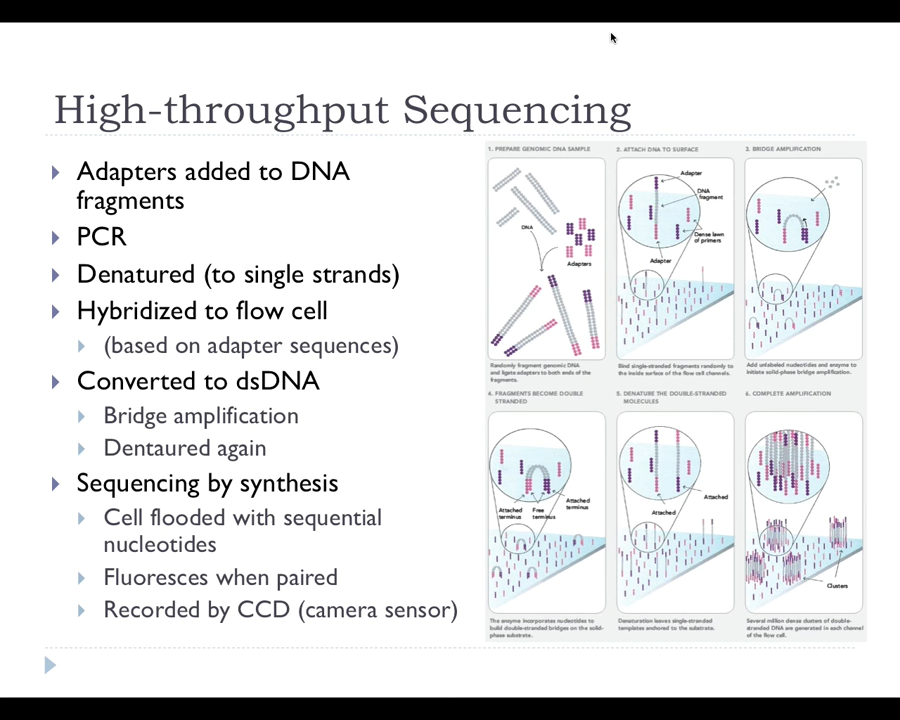 High-throughput Sequencing
Adapters added to DNA
fragments
PCR
Denatured (to single strands)
Hybridized to flow cell
(based on adapter sequences)
Converted to dsDNA
Bridge amplification
Dentaured again
Sequencing by synthesis
Cell flooded with sequential
nucleotides
Fluoresces when paired
Recorded by CCD (camera sensor)
1. PREPARE GENOMIC DNA SAMPLE
DNA
Adapters
Randomly fragment genomic DNA
and ligate adapters to both ends of the
fragments.
2. ATTACH DNA TO SURFACE
Adapter
DNA
fragment
Dense lawn
of primers
Adapter
Bind single-stranded fragments randomly to
the inside surface of the flow cell channels.
3. BRIDGE AMPLIFICATION
Add unlabeled nucleotides and enzyme to
initiate solid-phase bridge amplification.
4. FRAGMENTS BECOME DOUBLE
STRANDED
Attached
terminus
Free
terminus
Attached
terminus
The enzyme incorporates nucleotides to
build double-stranded bridges on the solid-
phase substrate.
5. DENATURE THE DOUBLE-STRANDED
MOLECULES
Attached
Attached
Denaturation leaves single-stranded
templates anchored to the substrate.
6. COMPLETE AMPLIFICATION
Clusters
Several million dense clusters of double-
stranded DNA are generated in each channel
of the flow cell.